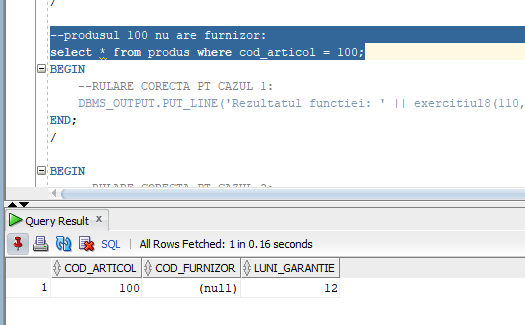 /
--produsul 100 nu are furnizor:
select * from produs where cod_articol = 100;
BEGIN
--RULARE CORECTA PT CAZUL 1:
DBMS_OUTPUT.PUT_LINE('Rezultatul functiei: ' || exercitiul8(110,
END;
/
BEGIN
--RULARE CORECTA PT CAZUL 2:
Query Result x
SQL | All Rows Fetched: 1 in 0.16 seconds
COD_ARTICOL COD_FURNIZOR LUNI_GARANTIE
1 100 (null) 12